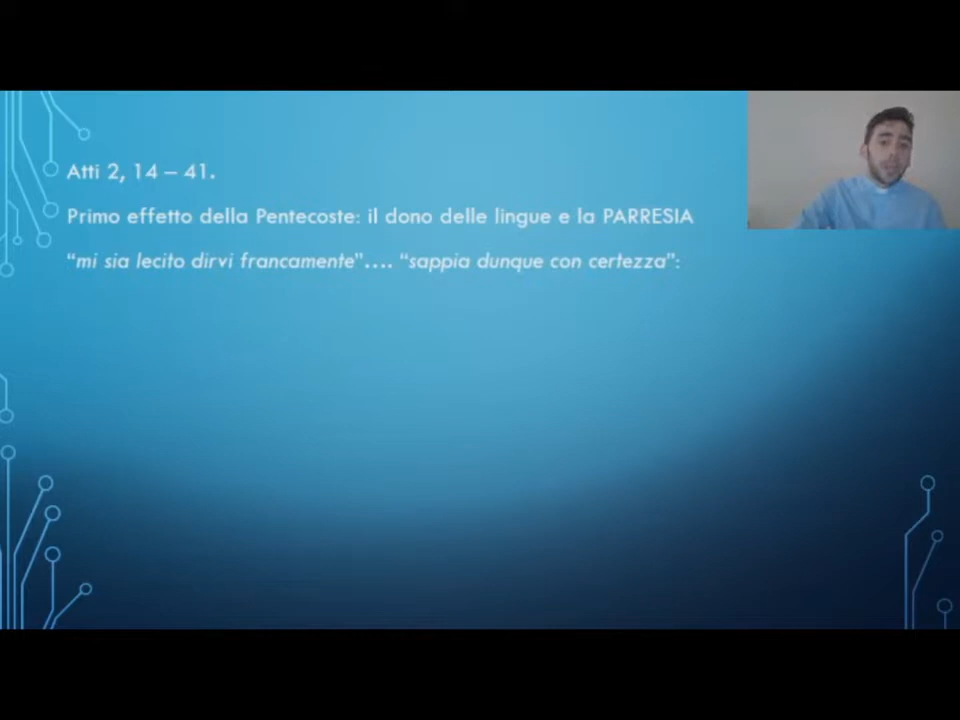 Atti 2, 14 – 41.
Primo effetto della Pentecoste: il dono delle lingue e la PARRESIA
“mi sia lecito dirvi francamente”…. “sappia dunque con certezza”: